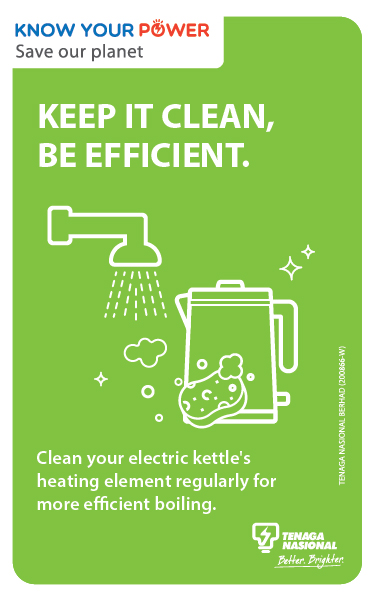 KNOW YOUR POWER
Save our planet
KEEP IT CLEAN,
BE EFFICIENT.
Clean your electric kettle's
heating element regularly for
more efficient boiling.
TENAGA NASIONAL BERHAD (200866-W)
TENAGA
NASIONAL
Better. Brighter.